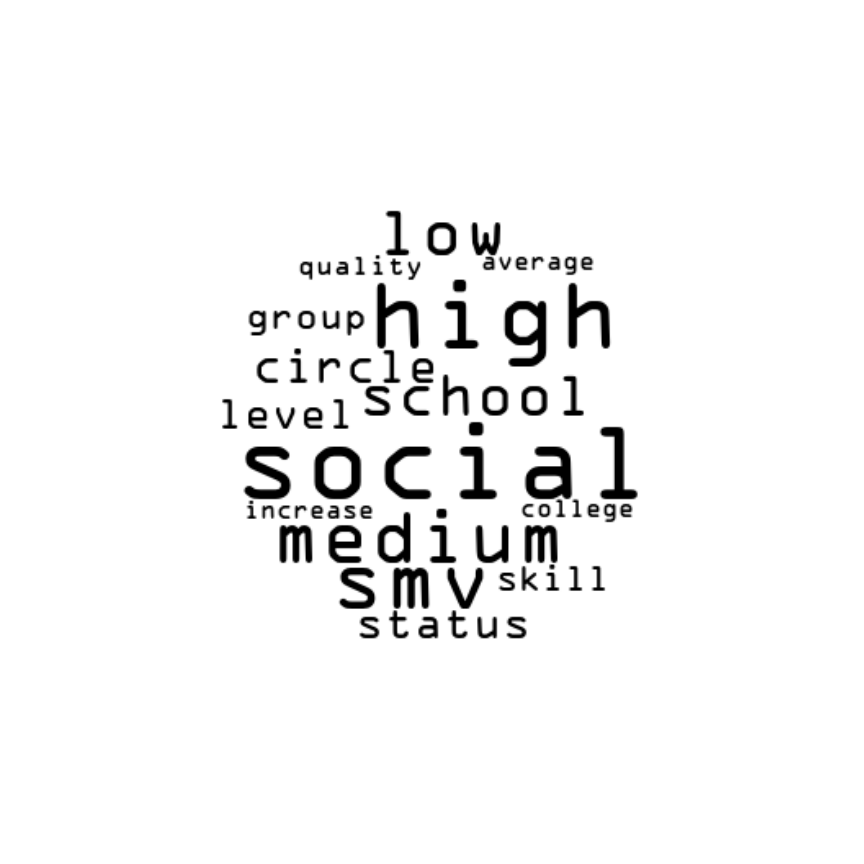 low
quality average
group high
circle
school
level
social
increase college
medium
smv skill
status